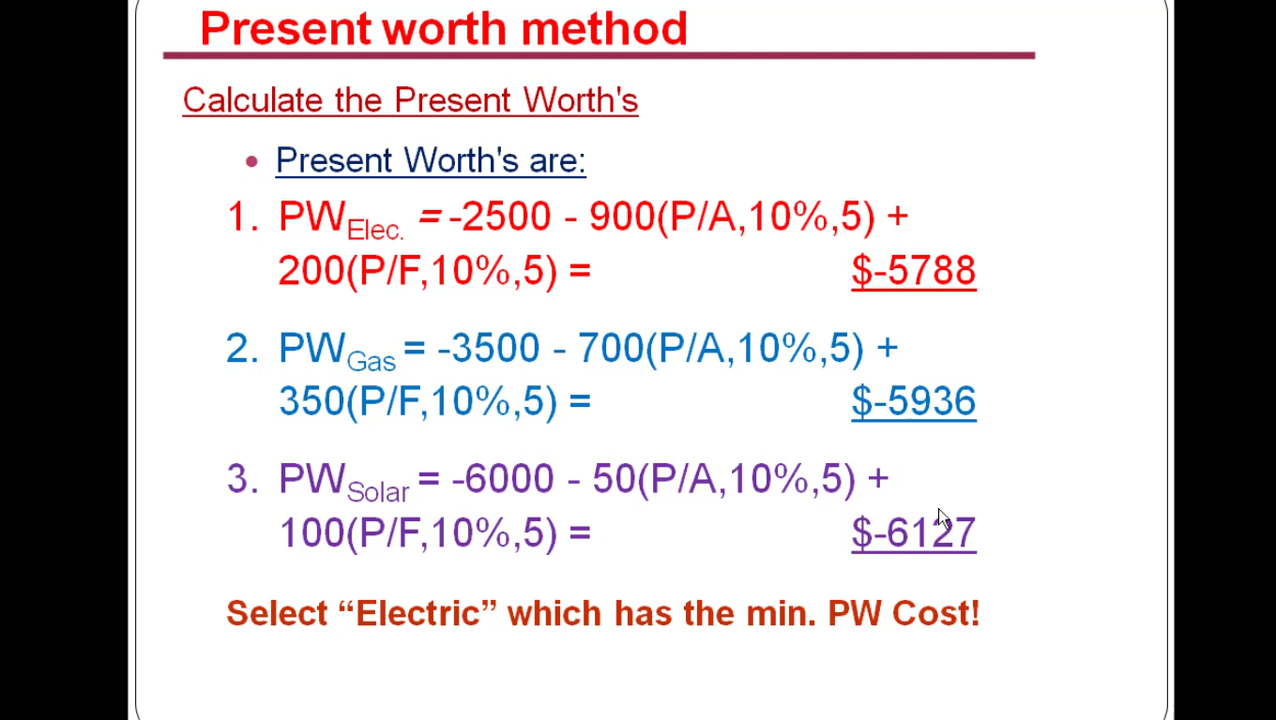 Present worth method
Calculate the Present Worth's
• Present Worth's are:
1. PWElec. = -2500 - 900(P/A,10%,5) +
200(P/F,10%,5) = $-5788
2. PWGas = -3500 - 700(P/A,10%,5) +
350(P/F,10%,5) = $-5936
3. PWSolar = -6000 - 50(P/A,10%,5) +
100(P/F,10%,5) = $-6127
Select “Electric” which has the min. PW Cost!